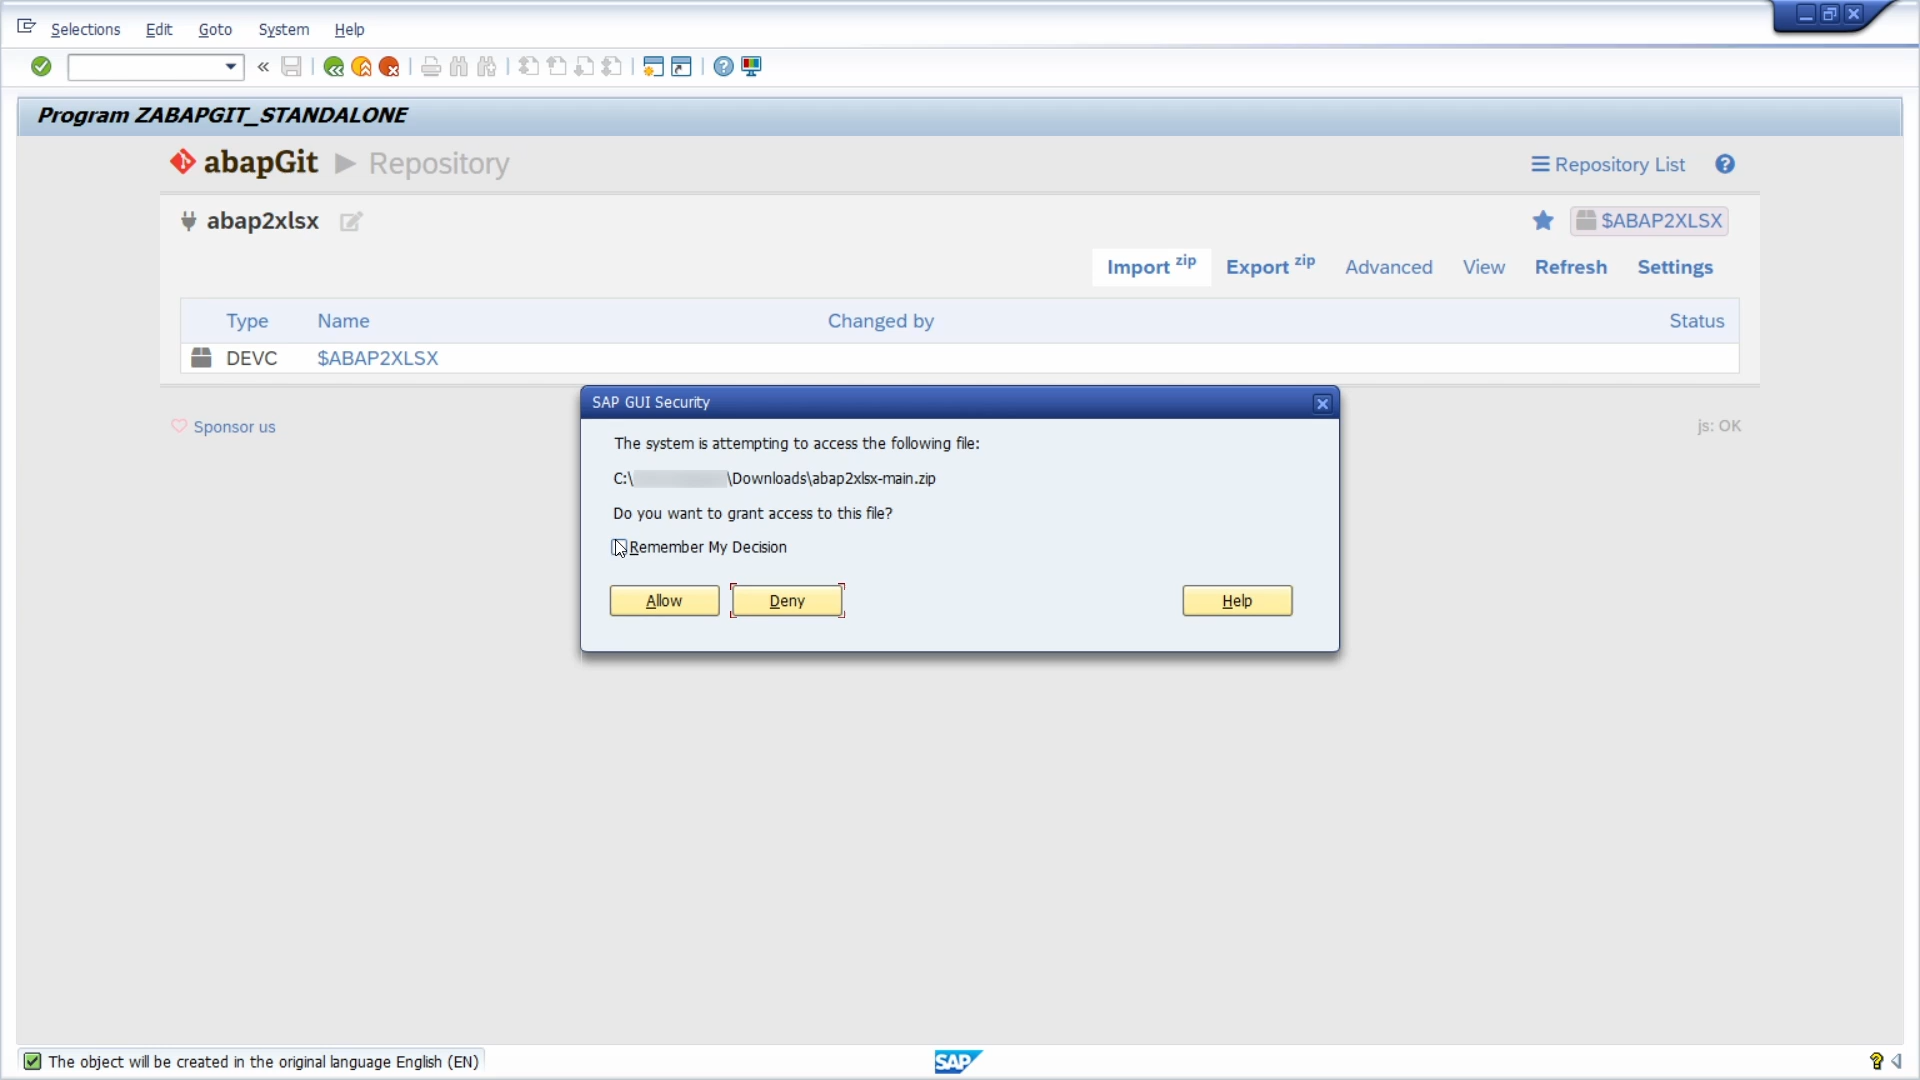 Selections Edit Goto System Help
Program ZABAPGIT_STANDALONE
abapGit Repository Repository List
abap2xlsx $ABAP2XLSX
Import zip Export zip Advanced View Refresh Settings
Type Name Changed by Status
DEVC $ABAP2XLSX
SAP GUI Security
Sponsor us js: OK
The system is attempting to access the following file:
C:\ \Downloads\abap2xlsx-main.zip
Do you want to grant access to this file?
Remember My Decision
Allow Deny Help
The object will be created in the original language English (EN) SAP